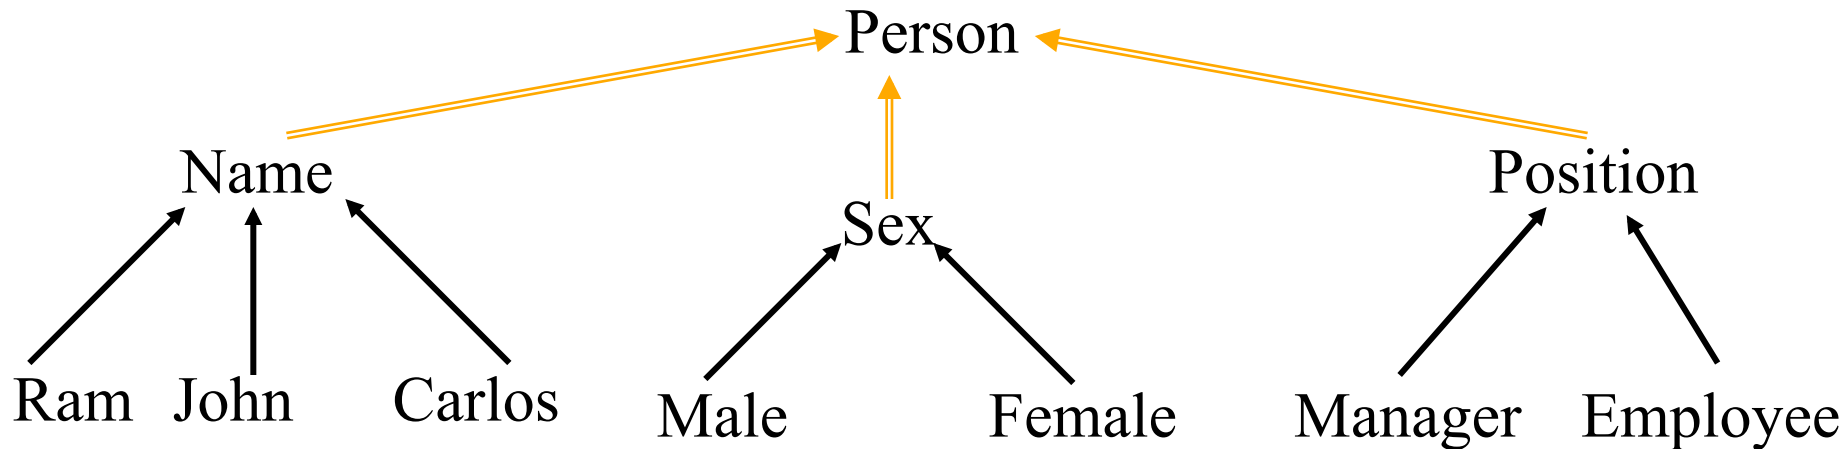 Person
Name
Sex
Position
Ram John Carlos
Male Female Manager Employee